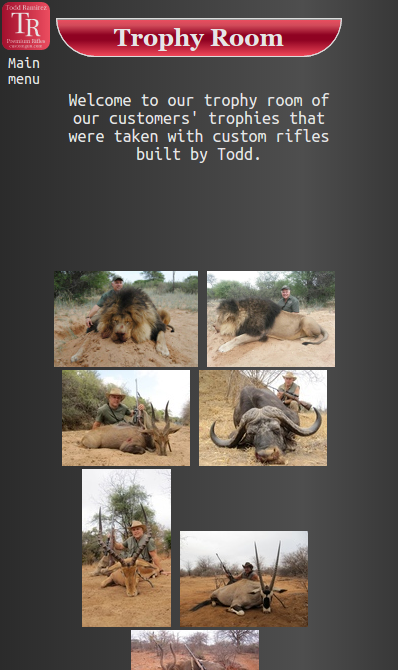 Todd Ramirez
TR
Premium Rifles
Trophy Room
Main
menu
Welcome to our trophy room of
our customers' trophies that
were taken with custom rifles
built by Todd.